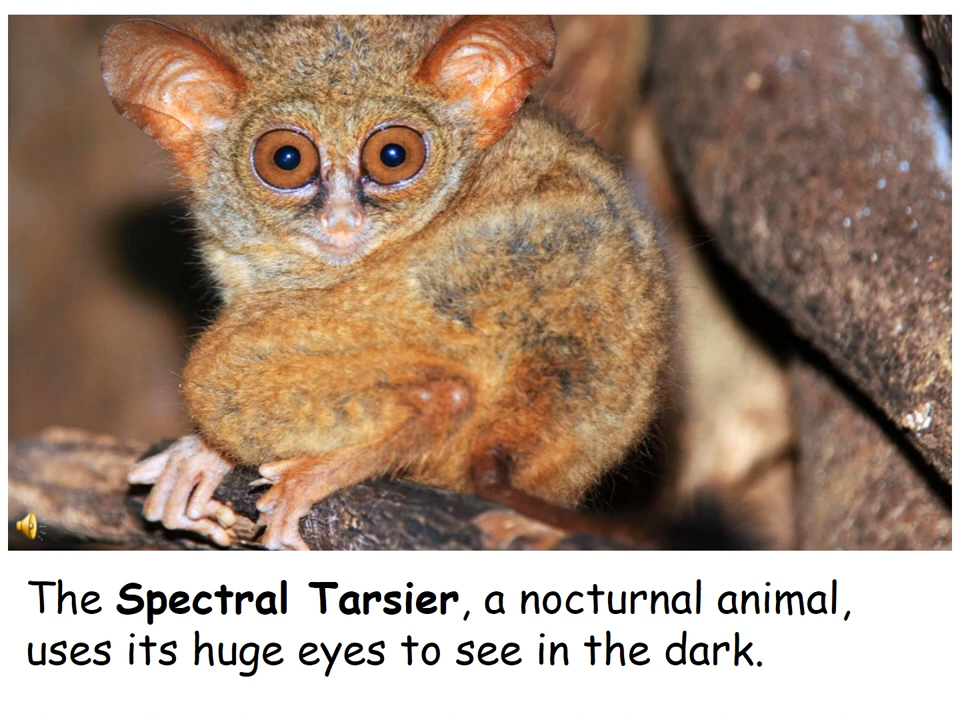 The Spectral Tarsier, a nocturnal animal,
uses its huge eyes to see in the dark.